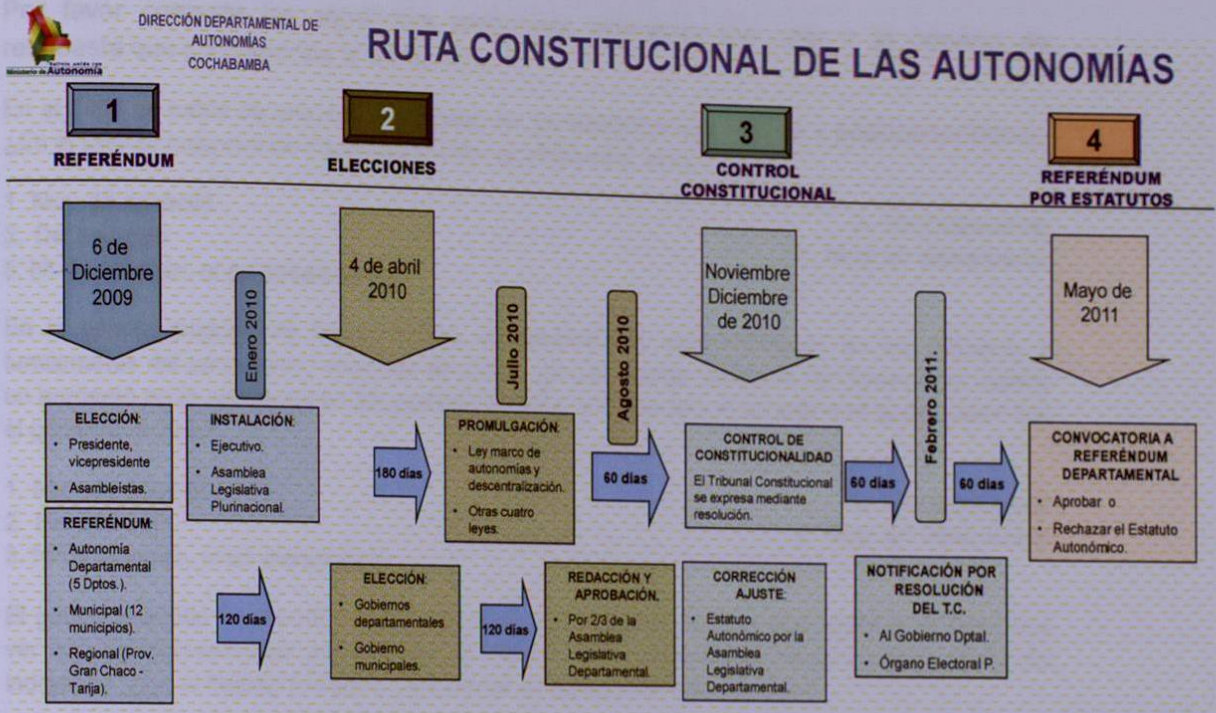 DIRECCIÓN DEPARTAMENTAL DE
AUTONOMÍAS
COCHABAMBA
Ministerio de Autonomía
RUTA CONSTITUCIONAL DE LAS AUTONOMÍAS
1
REFERÉNDUM
2
ELECCIONES
3
CONTROL
CONSTITUCIONAL
4
REFERÉNDUM
POR ESTATUTOS
6 de
Diciembre
2009
Enero 2010
4 de abril
2010
Julio 2010
Agosto 2010
Noviembre
Diciembre
de 2010
Febrero 2011.
Mayo de
2011
ELECCIÓN:
• Presidente,
vicepresidente
• Asambleístas.
INSTALACIÓN:
• Ejecutivo.
• Asamblea
Legislativa
Plurinacional.
180 días
PROMULGACIÓN:
• Ley marco de
autonomías y
descentralización.
• Otras cuatro
leyes.
60 días
CONTROL DE
CONSTITUCIONALIDAD
El Tribunal Constitucional
se expresa mediante
resolución.
60 días
60 días
CONVOCATORIA A
REFERÉNDUM
DEPARTAMENTAL
• Aprobar o
• Rechazar el Estatuto
Autonómico.
REFERÉNDUM:
• Autonomía
Departamental
(5 Dptos.).
• Municipal (12
municipios).
• Regional (Prov.
Gran Chaco -
Tarija).
120 días
ELECCIÓN:
• Gobiernos
departamentales
• Gobierno
municipales.
120 días
REDACCIÓN Y
APROBACIÓN.
• Por 2/3 de la
Asamblea
Legislativa
Departamental.
CORRECCIÓN
AJUSTE:
• Estatuto
Autonómico por la
Asamblea
Legislativa
Departamental.
NOTIFICACIÓN POR
RESOLUCIÓN
DEL T.C.
• Al Gobierno Dptal.
• Órgano Electoral P.